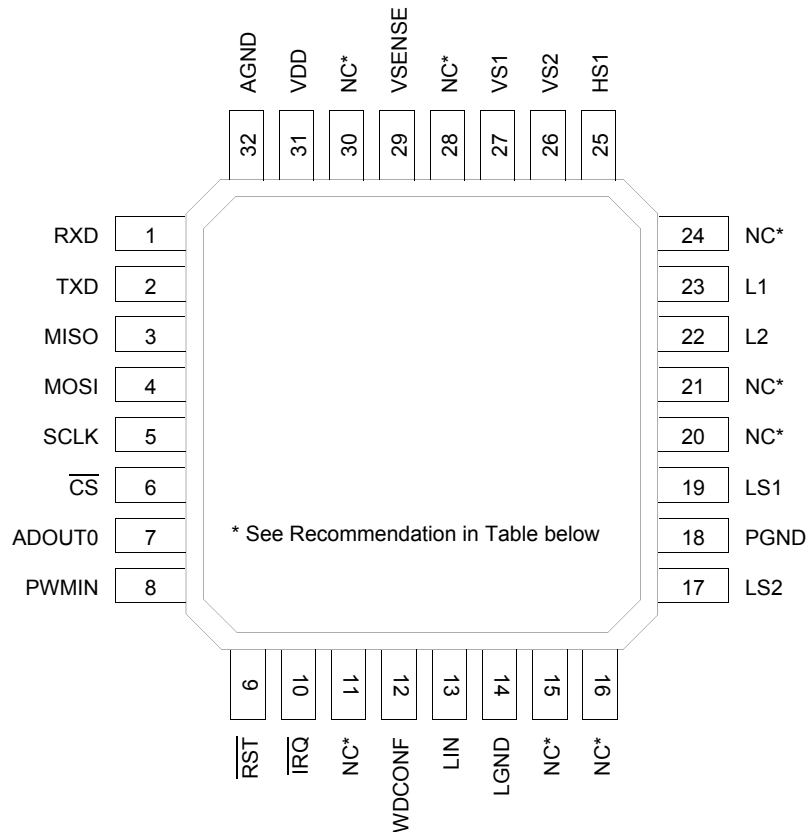 AGND
VDD
NC*
VSENSE
NC*
VS1
VS2
HS1
32
31
30
29
28
27
26
25
RXD 1
TXD 2
MISO 3
MOSI 4
SCLK 5
C̅S̅ 6
ADOUT0 7
PWMIN 8
24 NC*
23 L1
22 L2
21 NC*
20 NC*
19 LS1
18 PGND
17 LS2
* See Recommendation in Table below
9
10
11
12
13
14
15
16
R̅S̅T̅
I̅R̅Q̅
NC*
WDCONF
LIN
LGND
NC*
NC*